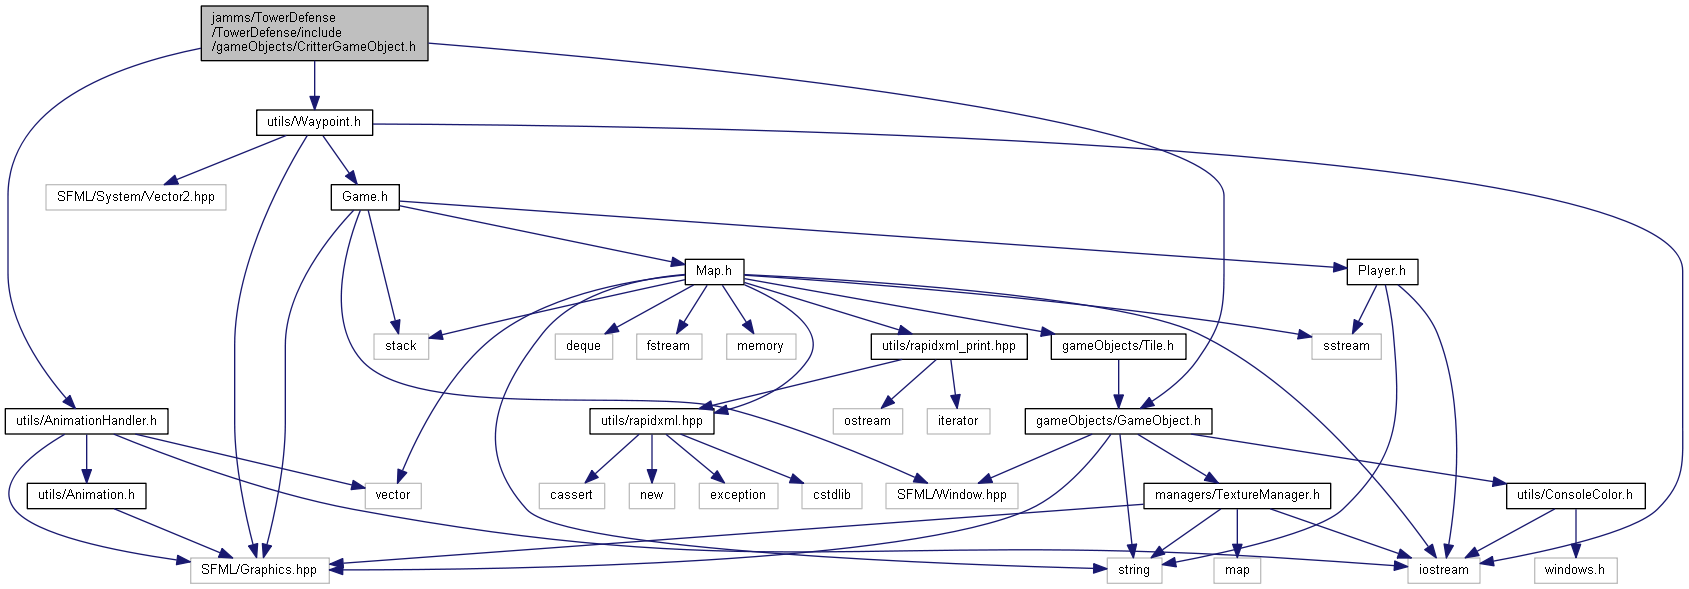 jamms/TowerDefense
/TowerDefense/include
/gameObjects/CritterGameObject.h
utils/Waypoint.h
SFML/System/Vector2.hpp
Game.h
Map.h
Player.h
stack
deque
fstream
memory
utils/rapidxml_print.hpp
gameObjects/Tile.h
sstream
utils/AnimationHandler.h
utils/rapidxml.hpp
ostream
iterator
gameObjects/GameObject.h
utils/Animation.h
vector
cassert
new
exception
cstdlib
SFML/Window.hpp
managers/TextureManager.h
utils/ConsoleColor.h
SFML/Graphics.hpp
string
map
iostream
windows.h